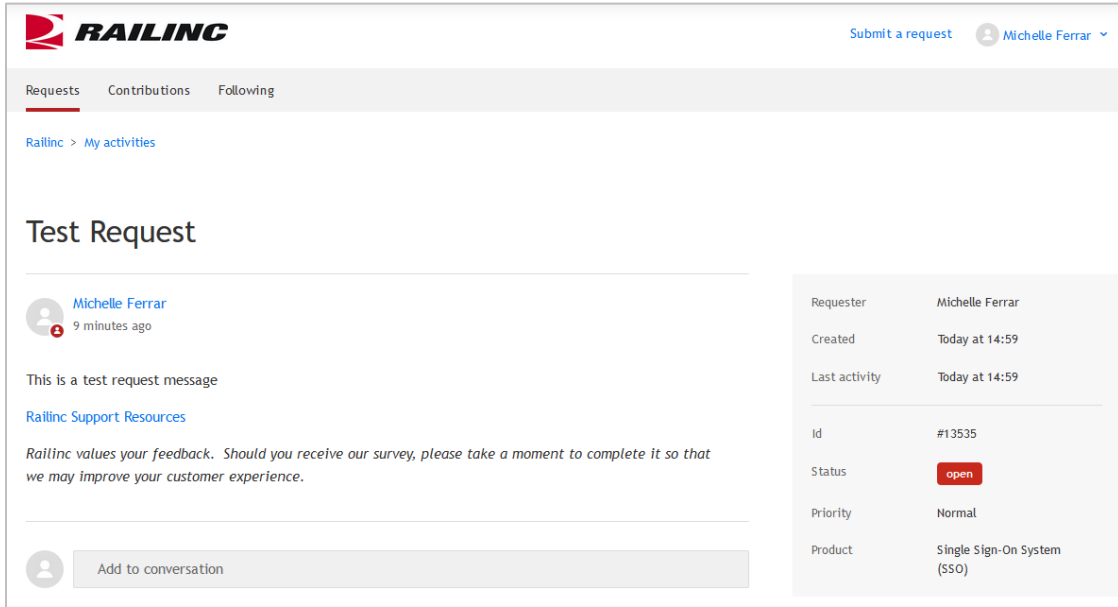 RAILINC
Submit a request
Michelle Ferrar
Requests Contributions Following
Railinc > My activities
Test Request
Michelle Ferrar
9 minutes ago
This is a test request message
Railinc Support Resources
Railinc values your feedback. Should you receive our survey, please take a moment to complete it so that
we may improve your customer experience.
Add to conversation
Requester Michelle Ferrar
Created Today at 14:59
Last activity Today at 14:59
Id #13535
Status open
Priority Normal
Product Single Sign-On System
(SSO)